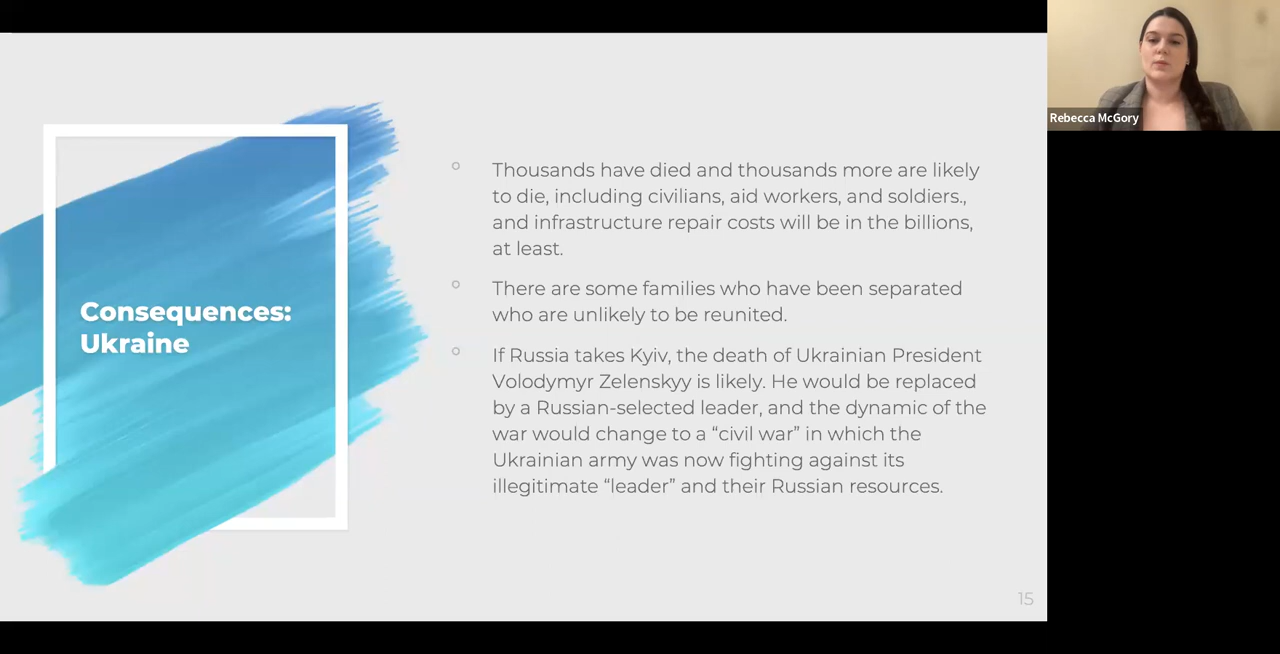 Consequences:
Ukraine
Thousands have died and thousands more are likely
to die, including civilians, aid workers, and soldiers.,
and infrastructure repair costs will be in the billions,
at least.
There are some families who have been separated
who are unlikely to be reunited.
If Russia takes Kyiv, the death of Ukrainian President
Volodymyr Zelenskyy is likely. He would be replaced
by a Russian-selected leader, and the dynamic of the
war would change to a “civil war” in which the
Ukrainian army was now fighting against its
illegitimate “leader” and their Russian resources.
15
Rebecca McGory